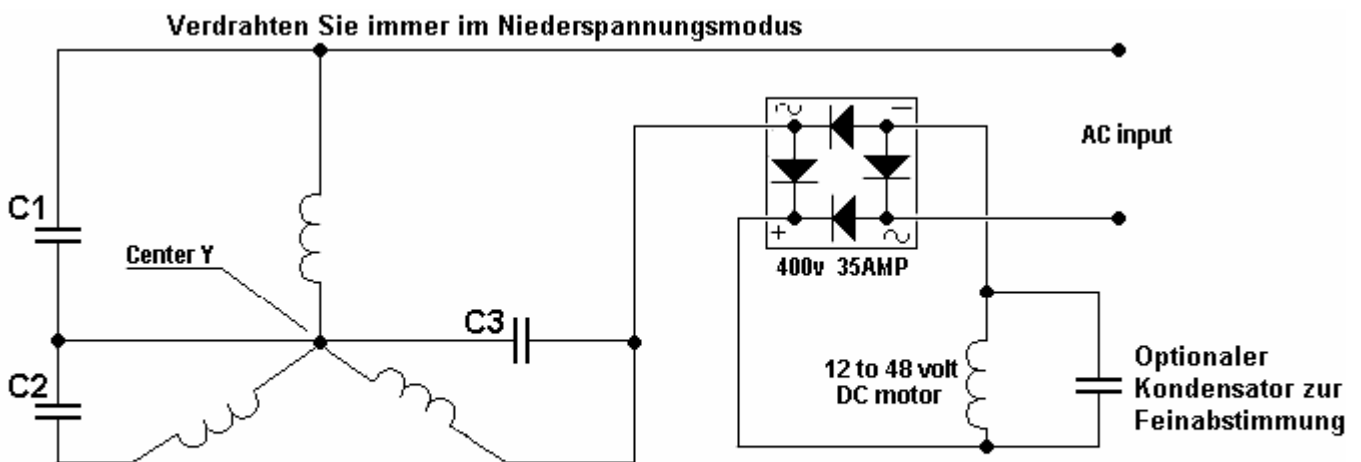 Verdrahten Sie immer im Niederspannungsmodus
AC input
C1
Center Y
400v 35AMP
C3
C2
12 to 48 volt
DC motor
Optionaler
Kondensator zur
Feinabstimmung